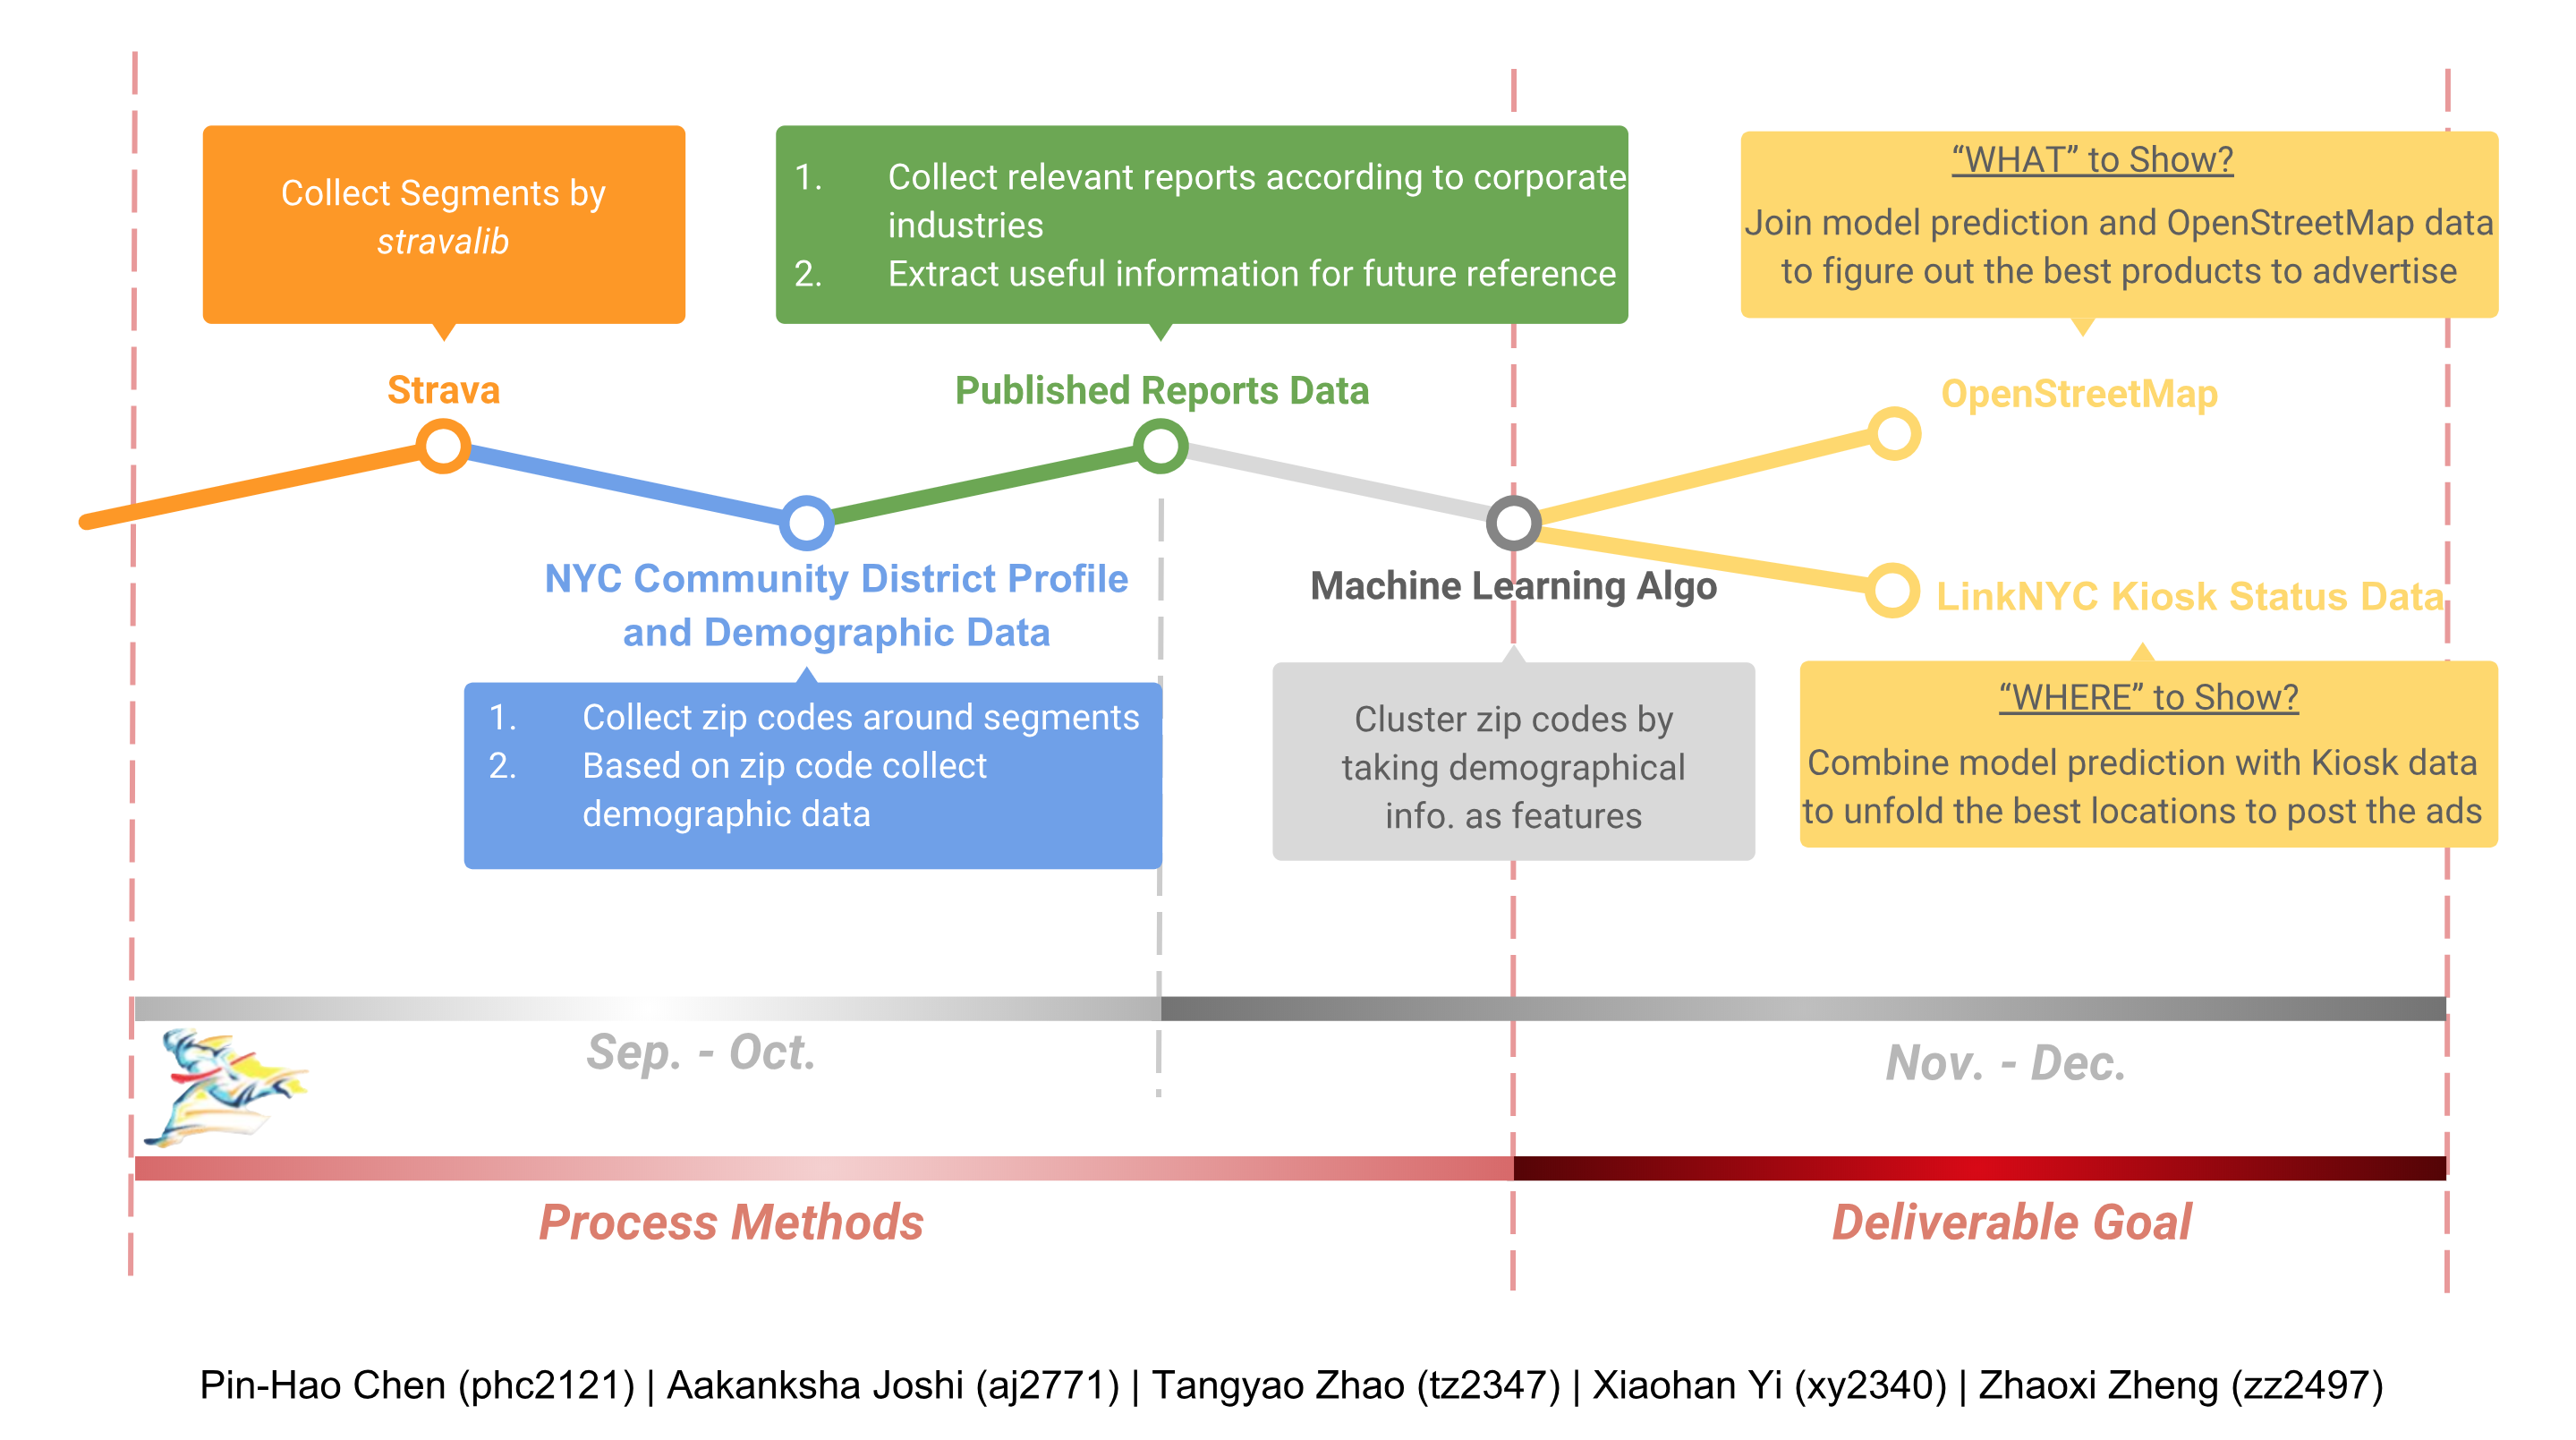 Collect Segments by
stravalib
1. Collect relevant reports according to corporate
industries
2. Extract useful information for future reference
“WHAT” to Show?
Join model prediction and OpenStreetMap data
to figure out the best products to advertise
Strava
Published Reports Data
OpenStreetMap
NYC Community District Profile
and Demographic Data
Machine Learning Algo
LinkNYC Kiosk Status Data
1. Collect zip codes around segments
2. Based on zip code collect
demographic data
Cluster zip codes by
taking demographical
info. as features
“WHERE” to Show?
Combine model prediction with Kiosk data
to unfold the best locations to post the ads
Sep. - Oct.
Nov. - Dec.
Process Methods
Deliverable Goal
Pin-Hao Chen (phc2121) | Aakanksha Joshi (aj2771) | Tangyao Zhao (tz2347) | Xiaohan Yi (xy2340) | Zhaoxi Zheng (zz2497)